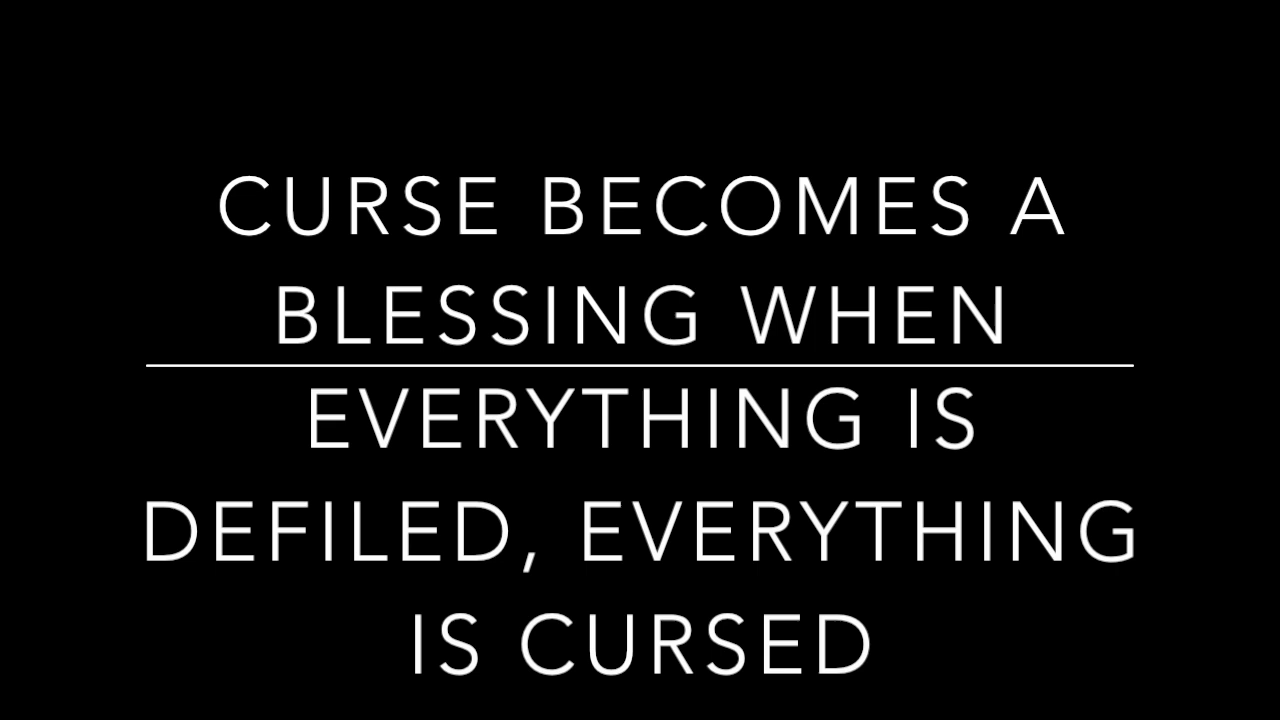 CURSE BECOMES A
BLESSING WHEN
EVERYTHING IS
DEFILED, EVERYTHING
IS CURSED